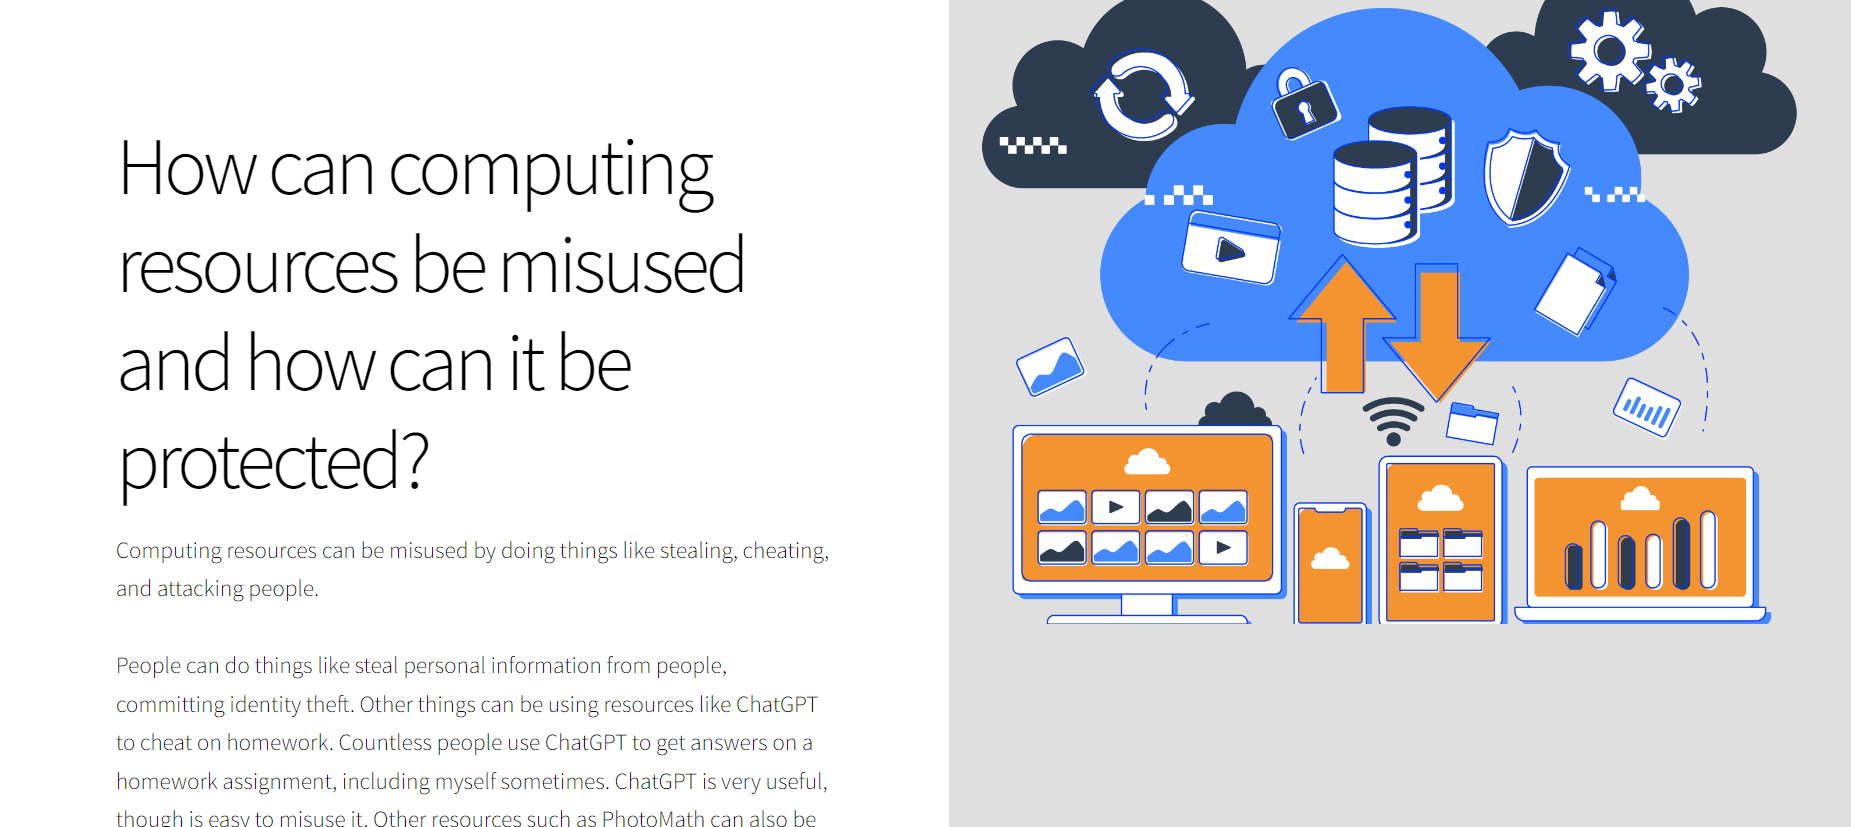 How can computing
resources be misused
and how can it be
protected?
Computing resources can be misused by doing things like stealing, cheating,
and attacking people.
People can do things like steal personal information from people,
committing identity theft. Other things can be using resources like ChatGPT
to cheat on homework. Countless people use ChatGPT to get answers on a
homework assignment, including myself sometimes. ChatGPT is very useful,
though is easy to misuse it. Other resources such as PhotoMath can also be